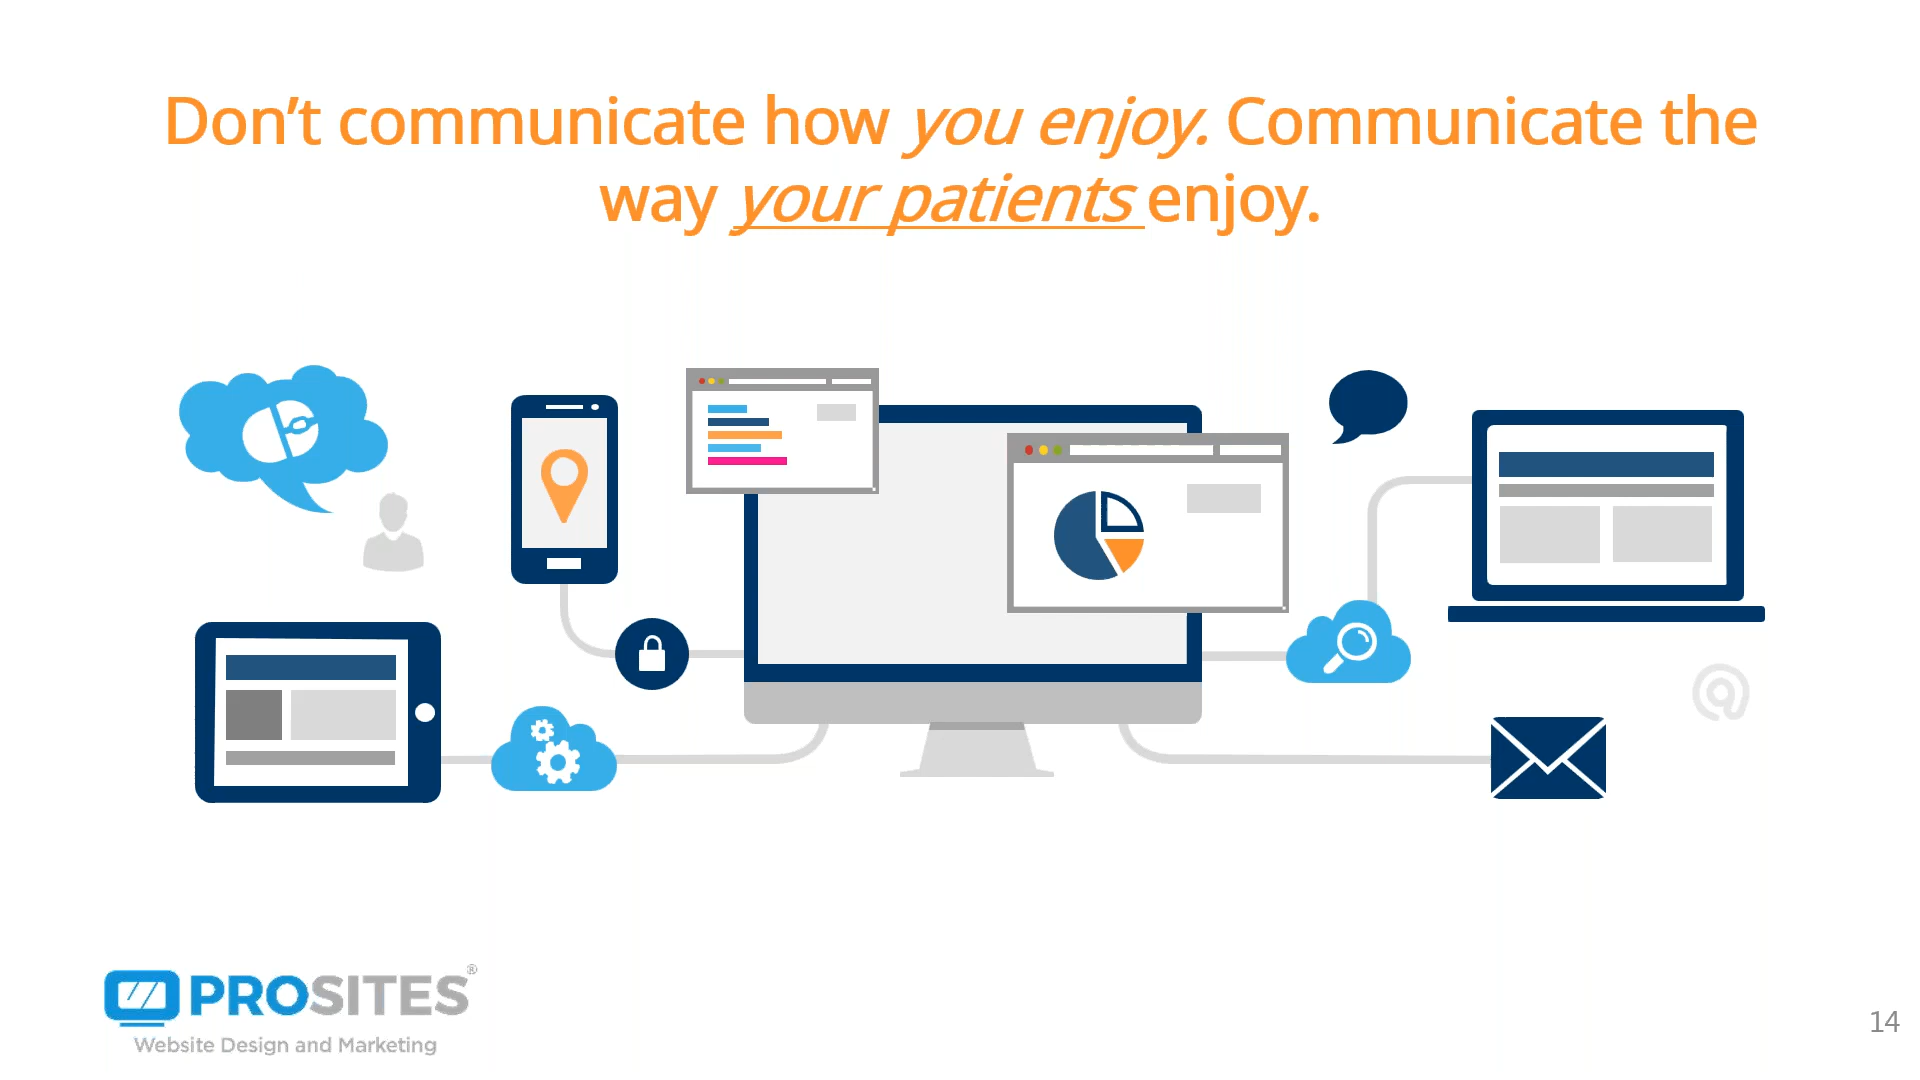 Don’t communicate how you enjoy. Communicate the
way your patients enjoy.
PROSITES®
Website Design and Marketing
14